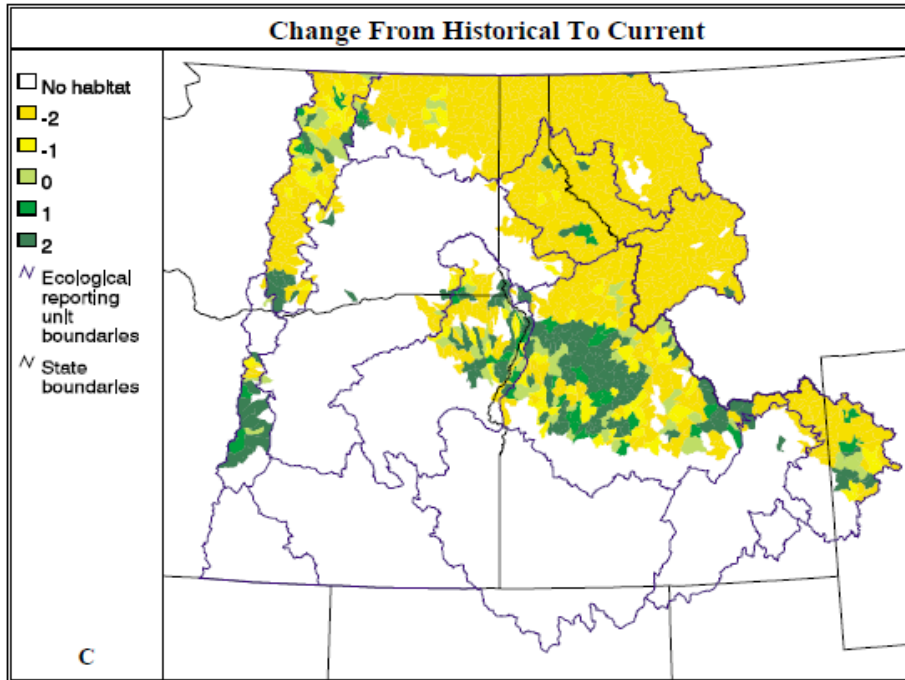 Change From Historical To Current
No habitat
-2
-1
0
1
2
Ecological
reporting
unit
boundaries
State
boundaries
C